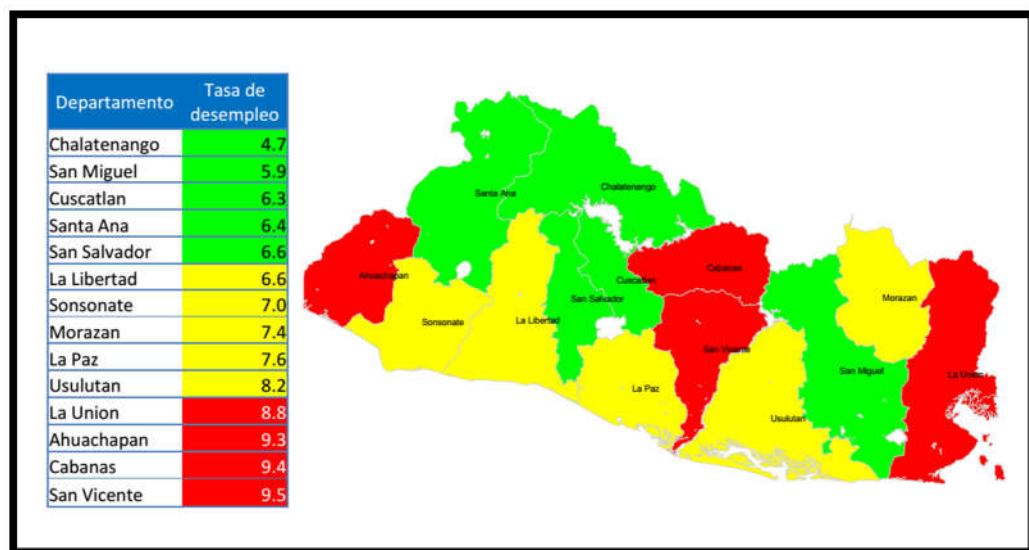 Departamento Tasa de
desempleo
Chalatenango 4.7
San Miguel 5.9
Cuscatlan 6.3
Santa Ana 6.4
San Salvador 6.6
La Libertad 6.6
Sonsonate 7.0
Morazan 7.4
La Paz 7.6
Usulutan 8.2
La Union 8.8
Ahuachapan 9.3
Cabanas 9.4
San Vicente 9.5
Santa Ana
Chalatenango
Ahuachapan
Cabanas
Cuscatlan
San Salvador
Morazan
Sonsonate
La Libertad
San Vicente
San Miguel
La Union
La Paz
Usulutan